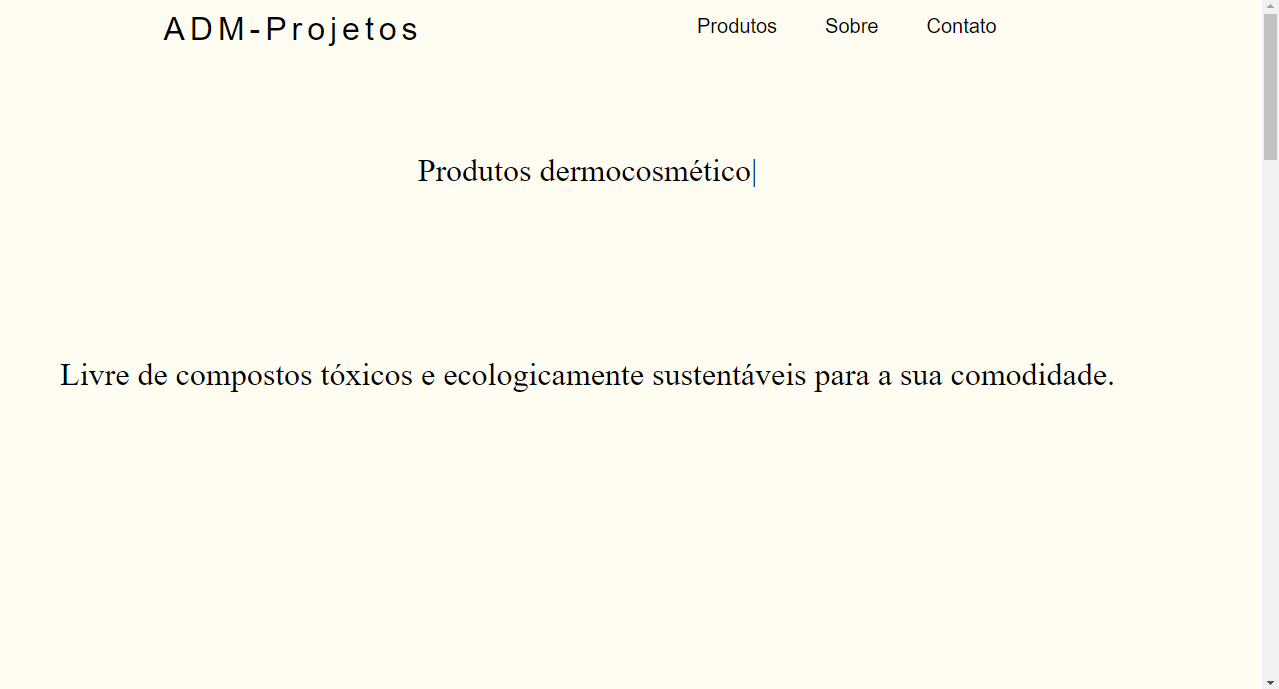 ADM-Projetos
Produtos Sobre Contato
Produtos dermocosmético|
Livre de compostos tóxicos e ecologicamente sustentáveis para a sua comodidade.